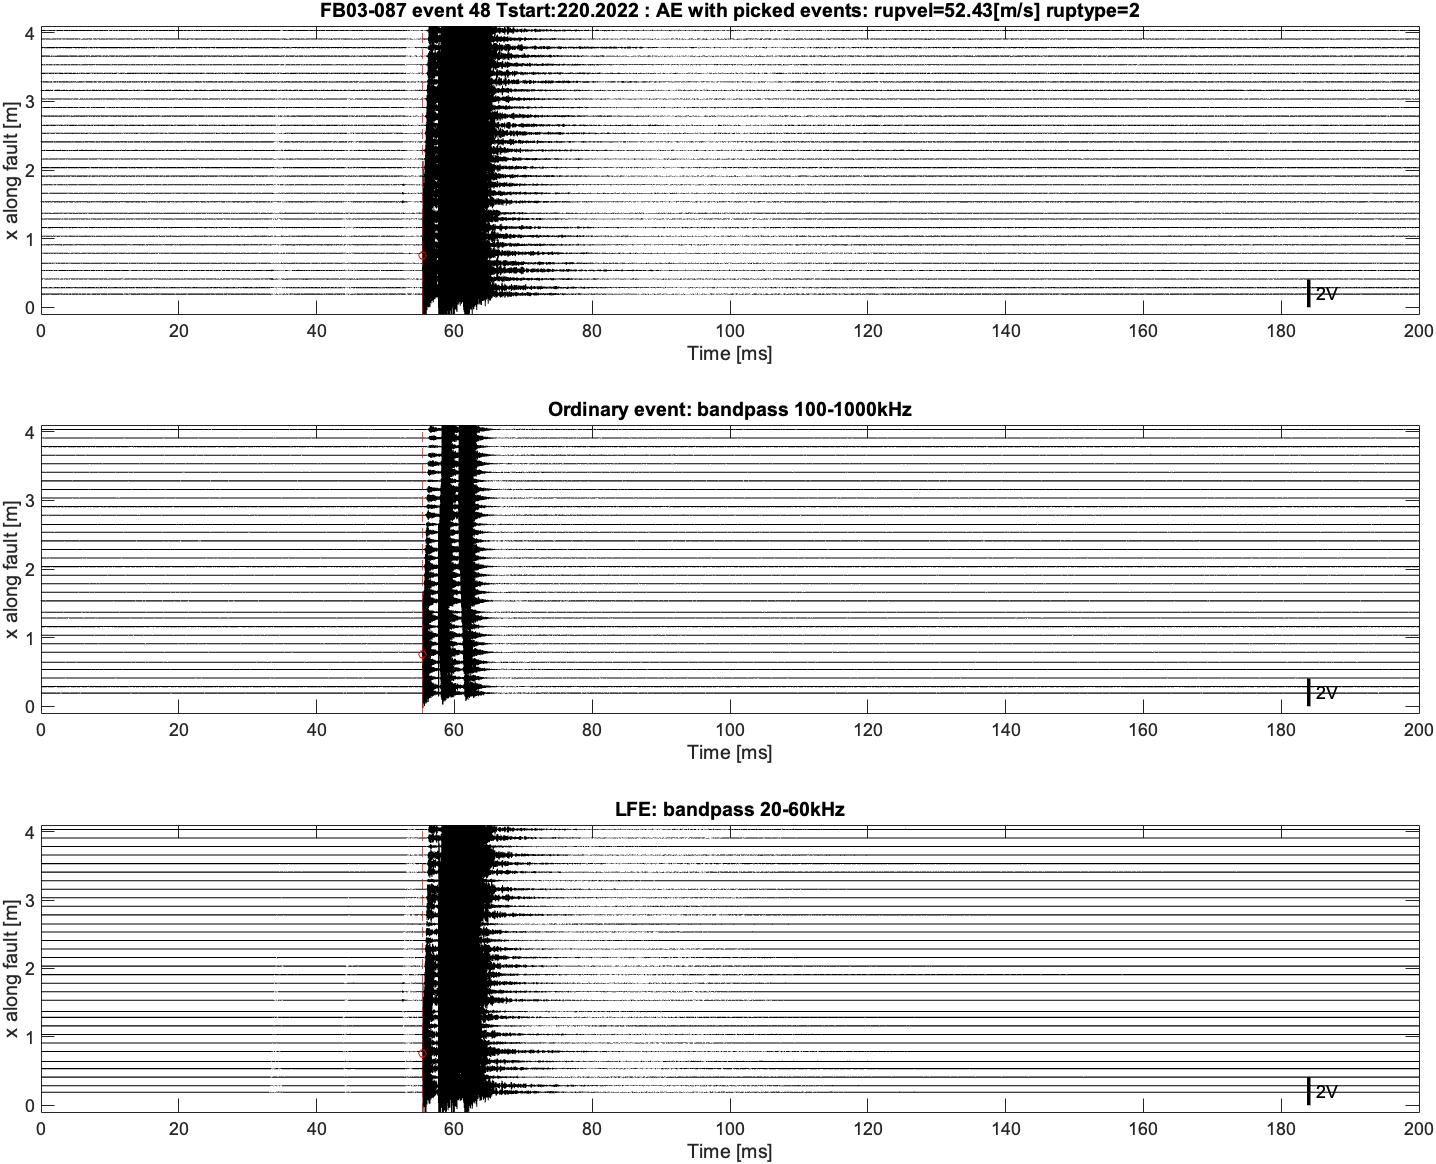 FB03-087 event 48 Tstart:220.2022 : AE with picked events: rupvel=52.43[m/s] ruptype=2
4
3
2
1
0
x along fault [m]
2V
0 20 40 60 80 100 120 140 160 180 200
Time [ms]
Ordinary event: bandpass 100-1000kHz
4
3
2
1
0
x along fault [m]
2V
0 20 40 60 80 100 120 140 160 180 200
Time [ms]
LFE: bandpass 20-60kHz
4
3
2
1
0
x along fault [m]
2V
0 20 40 60 80 100 120 140 160 180 200
Time [ms]